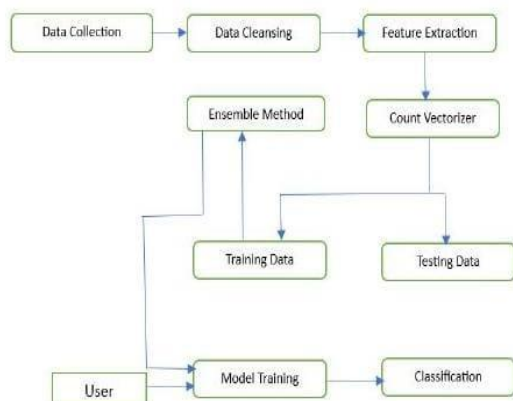 Data Collection
Data Cleansing
Feature Extraction
Ensemble Method
Count Vectorizer
Training Data
Testing Data
User
Model Training
Classification